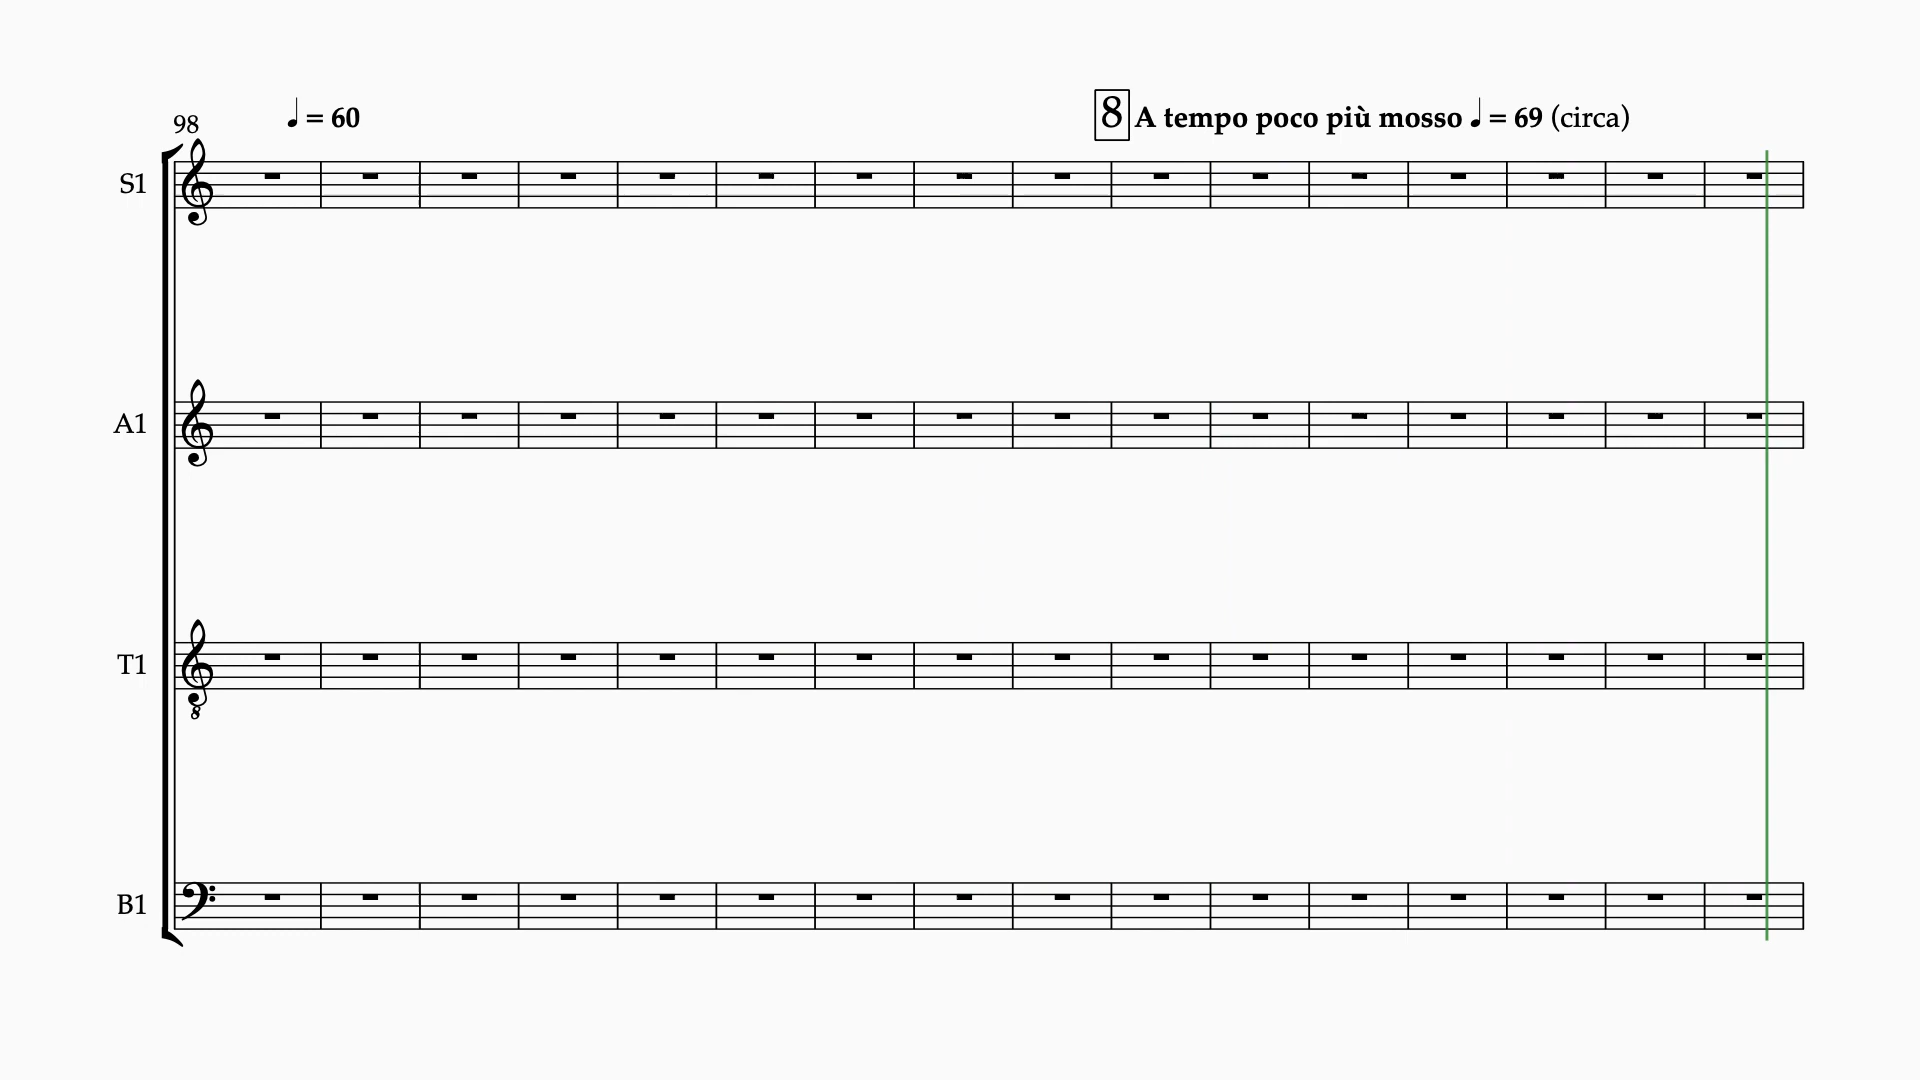 98 ♩ = 60 8 A tempo poco più mosso ♩ = 69 (circa)
S1
A1
T1
8
B1